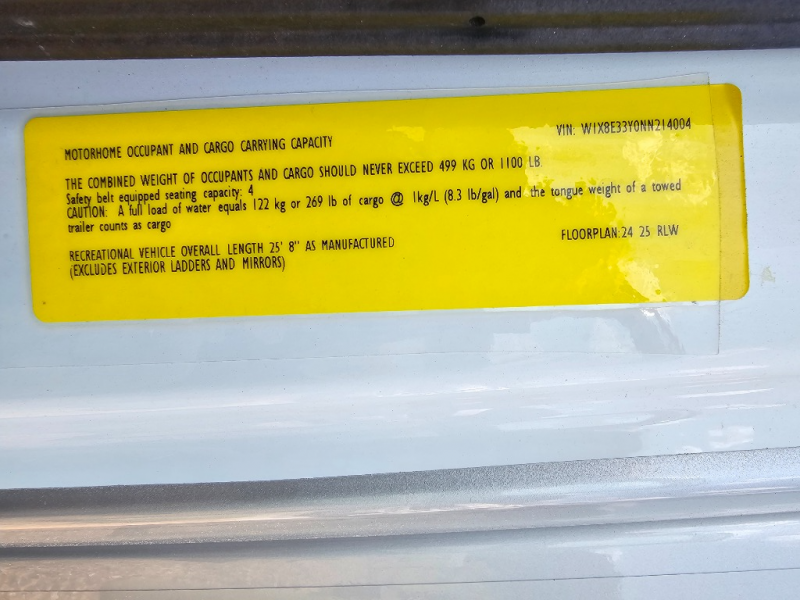 VIN: W1X8E33Y0NN214004
MOTORHOME OCCUPANT AND CARGO CARRYING CAPACITY
THE COMBINED WEIGHT OF OCCUPANTS AND CARGO SHOULD NEVER EXCEED 499 KG OR 1100 LB
Safety belt equipped seating capacity: 4
CAUTION: A full load of water equals 122 kg or 269 lb of cargo @ 1kg/L (8.3 lb/gal) and the tongue weight of a towed
trailer counts as cargo
FLOORPLAN:24 25 RLW
RECREATIONAL VEHICLE OVERALL LENGTH 25' 8" AS MANUFACTURED
(EXCLUDES EXTERIOR LADDERS AND MIRRORS)